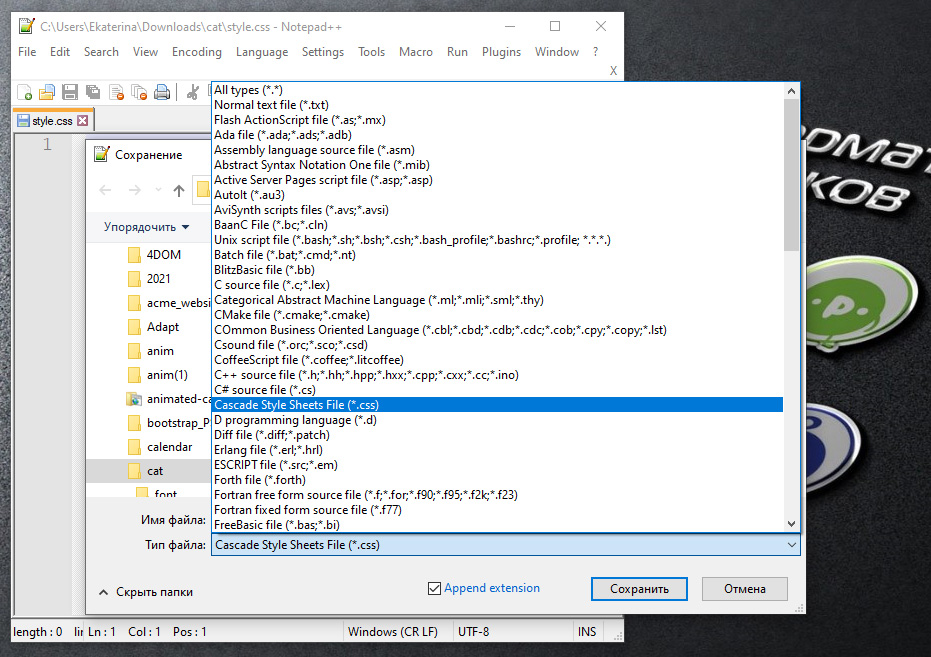 C:\Users\Ekaterina\Downloads\cat\style.css - Notepad++
File Edit Search View Encoding Language Settings Tools Macro Run Plugins Window ?
X
style.css
1
Сохранение
Упорядочить
4DOM
2021
acme_websi
Adapt
anim
anim(1)
animated-ca
bootstrap_P
calendar
cat
font
All types (*.*)
Normal text file (*.txt)
Flash ActionScript file (*.as;*.mx)
Ada file (*.ada;*.ads;*.adb)
Assembly language source file (*.asm)
Abstract Syntax Notation One file (*.mib)
Active Server Pages script file (*.asp;*.asp)
AutoIt (*.au3)
AviSynth scripts files (*.avs;*.avsi)
BaanC File (*.bc;*.cln)
Unix script file (*.bash;*.sh;*.bsh;*.csh;*.bash_profile;*.bashrc;*.profile; *.*.*.)
Batch file (*.bat;*.cmd;*.nt)
BlitzBasic file (*.bb)
C source file (*.c;*.lex)
Categorical Abstract Machine Language (*.ml;*.mli;*.sml;*.thy)
CMake file (*.cmake;*.cmake)
COmmon Business Oriented Language (*.cbl;*.cbd;*.cdb;*.cdc;*.cob;*.cpy;*.copy;*.lst)
Csound file (*.orc;*.sco;*.csd)
CoffeeScript file (*.coffee;*.litcoffee)
C++ source file (*.h;*.hh;*.hpp;*.hxx;*.cpp;*.cxx;*.cc;*.ino)
C# source file (*.cs)
Cascade Style Sheets File (*.css)
D programming language (*.d)
Diff file (*.diff;*.patch)
Erlang file (*.erl;*.hrl)
ESCRIPT file (*.src;*.em)
Forth file (*.forth)
Fortran free form source file (*.f;*.for;*.f90;*.f95;*.f2k;*.f23)
Fortran fixed form source file (*.f77)
FreeBasic file (*.bas;*.bi)
Имя файла:
Тип файла: Cascade Style Sheets File (*.css)
Скрыть папки
Append extension
Сохранить
Отмена
length : 0 Ln : 1 Col : 1 Pos : 1 Windows (CR LF) UTF-8 INS